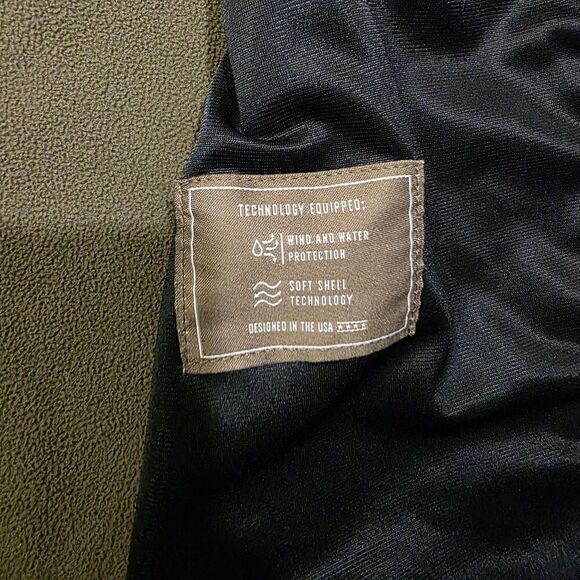 TECHNOLOGY EQUIPPED:
WIND AND WATER
PROTECTION
SOFT SHELL
TECHNOLOGY
DESIGNED IN THE USA